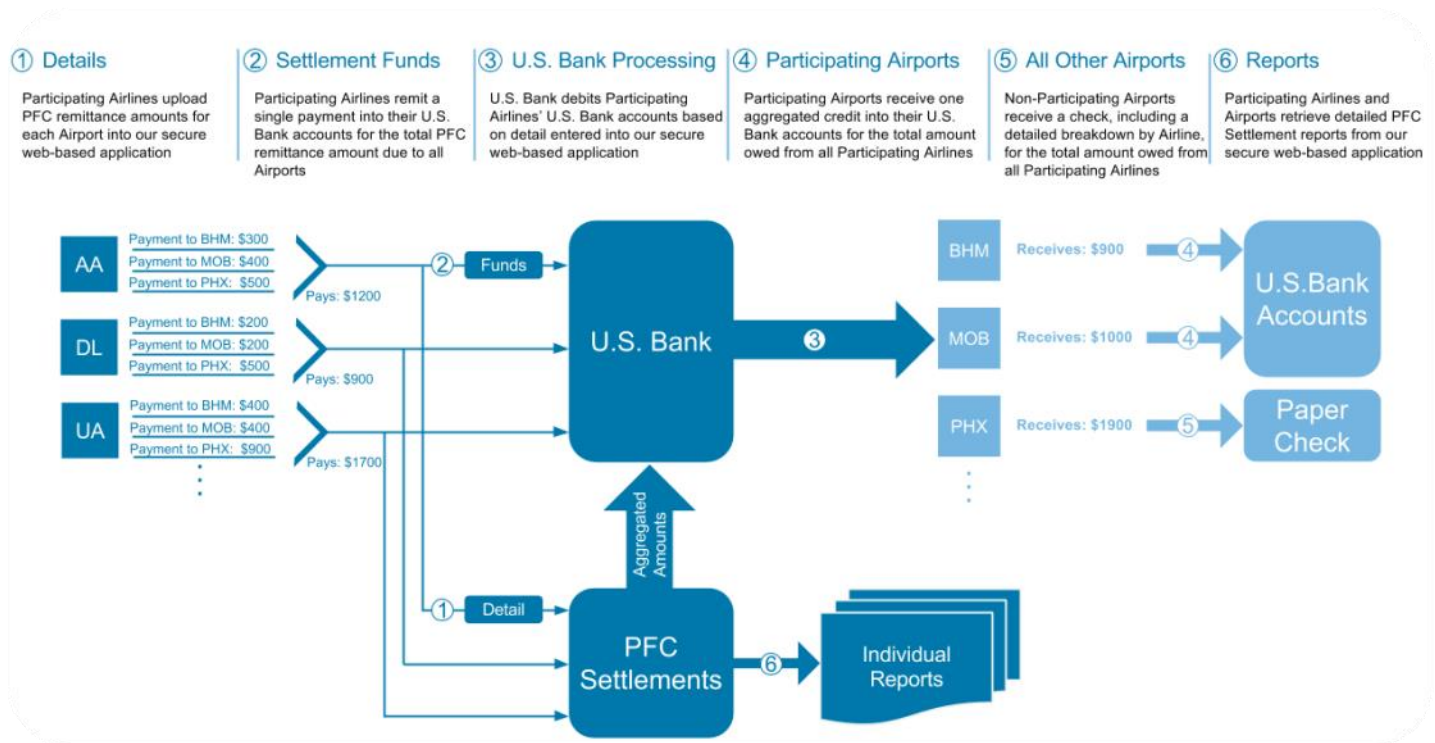 ① Details
Participating Airlines upload
PFC remittance amounts for
each Airport into our secure
web-based application
② Settlement Funds
Participating Airlines remit a
single payment into their U.S.
Bank accounts for the total PFC
remittance amount due to all
Airports
③ U.S. Bank Processing
U.S. Bank debits Participating
Airlines' U.S. Bank accounts based
on detail entered into our secure
web-based application
④ Participating Airports
Participating Airports receive one
aggregated credit into their U.S.
Bank accounts for the total amount
owed from all Participating Airlines
⑤ All Other Airports
Non-Participating Airports
receive a check, including a
detailed breakdown by Airline,
for the total amount owed from
all Participating Airlines
⑥ Reports
Participating Airlines and
Airports retrieve detailed PFC
Settlement reports from our
secure web-based application
AA
Payment to BHM: $300
Payment to MOB: $400
Payment to PHX: $500
Pays: $1200
DL
Payment to BHM: $200
Payment to MOB: $200
Payment to PHX: $500
Pays: $900
UA
Payment to BHM: $400
Payment to MOB: $400
Payment to PHX: $900
Pays: $1700
② Funds
U.S. Bank
③
BHM
Receives: $900
④
MOB
Receives: $1000
④
U.S.Bank
Accounts
PHX
Receives: $1900
⑤
Paper
Check
Aggregated
Amounts
① Detail
PFC
Settlements
⑥
Individual
Reports